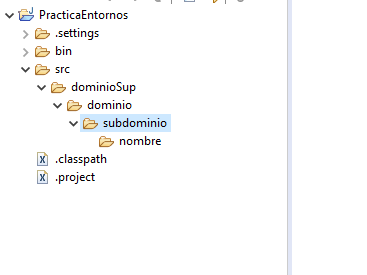 PracticaEntornos
.settings
bin
src
dominioSup
dominio
subdominio
nombre
.classpath
.project